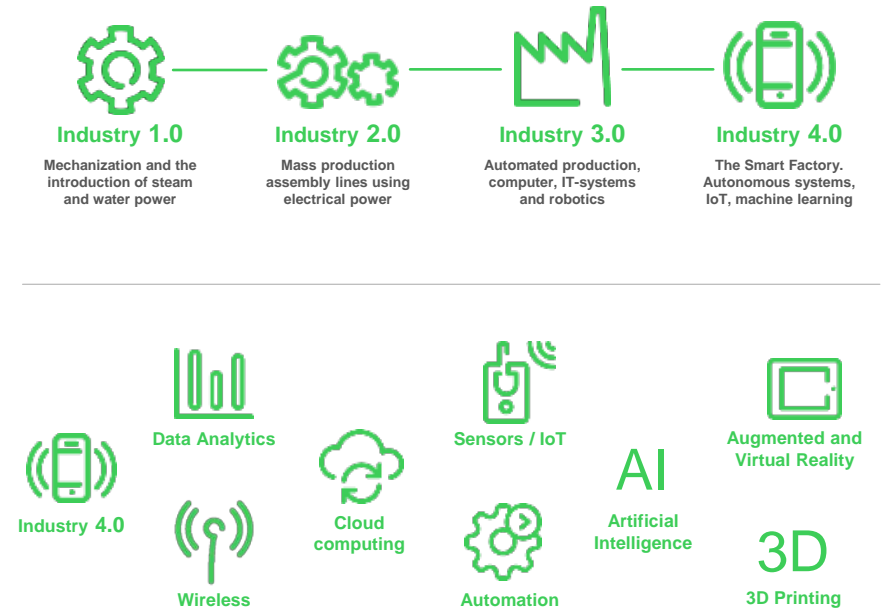 Industry 1.0
Mechanization and the
introduction of steam
and water power
Industry 2.0
Mass production
assembly lines using
electrical power
Industry 3.0
Automated production,
computer, IT-systems
and robotics
Industry 4.0
The Smart Factory.
Autonomous systems,
IoT, machine learning
Industry 4.0
Data Analytics
Wireless
Cloud
computing
Sensors / IoT
Automation
AI
Artificial
Intelligence
Augmented and
Virtual Reality
3D
3D Printing